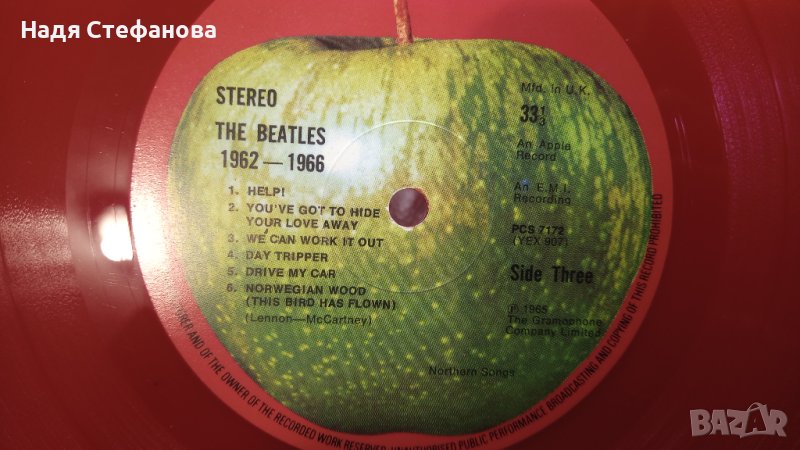 Надя Стефанова
STEREO
THE BEATLES
1962 — 1966
1. HELP!
2. YOU'VE GOT TO HIDE
YOUR LOVE AWAY
3. WE CAN WORK IT OUT
4. DAY TRIPPER
5. DRIVE MY CAR
6. NORWEGIAN WOOD
(THIS BIRD HAS FLOWN)
(Lennon—McCartney)
Mfd. in U.K.
33 1/3
An Apple
Record
An E.M.I.
Recording
PCS 7172
(YEX 907)
Side Three
Ⓟ 1965
The Gramophone
Company Limited
Northern Songs
AND OF THE OWNER OF THE RECORDED WORK RESERVED. UNAUTHORISED PUBLIC PERFORMANCE BROADCASTING AND COPYING OF THIS RECORD PROHIBITED
BAZAR